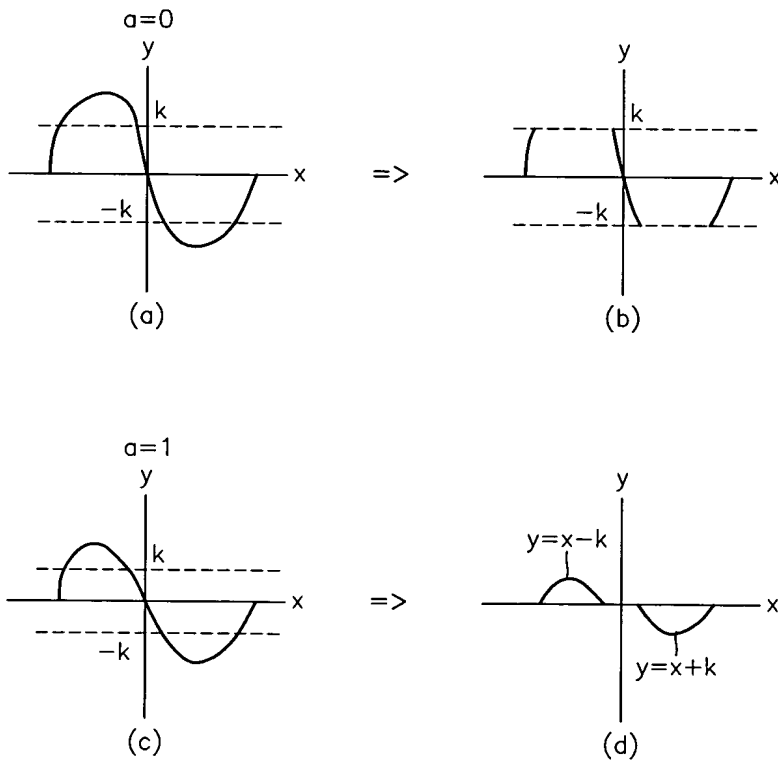 a=0
y
y
k
k
x
=>
x
-k
-k
(a)
(b)
a=1
y
y
k
y=x-k
x
=>
x
-k
y=x+k
(c)
(d)